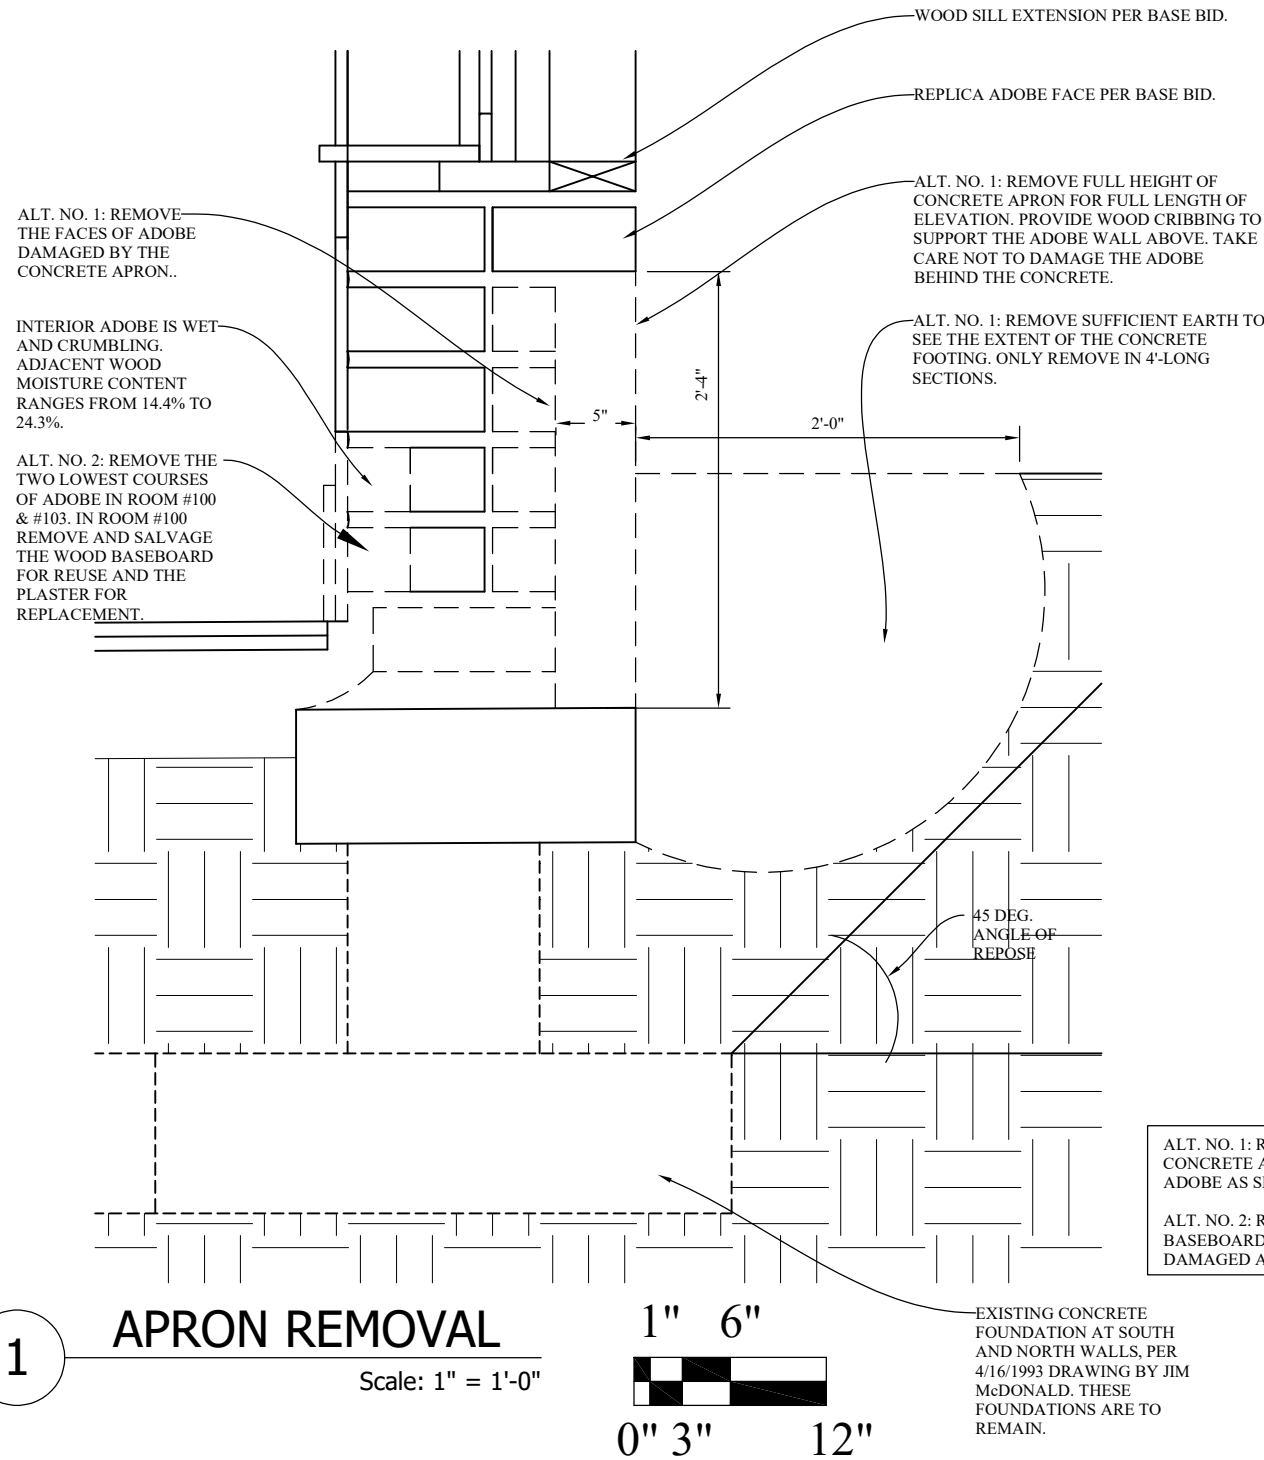 WOOD SILL EXTENSION PER BASE BID.
REPLICA ADOBE FACE PER BASE BID.
ALT. NO. 1: REMOVE FULL HEIGHT OF
CONCRETE APRON FOR FULL LENGTH OF
ELEVATION. PROVIDE WOOD CRIBBING TO
SUPPORT THE ADOBE WALL ABOVE. TAKE
CARE NOT TO DAMAGE THE ADOBE
BEHIND THE CONCRETE.
ALT. NO. 1: REMOVE
THE FACES OF ADOBE
DAMAGED BY THE
CONCRETE APRON..
INTERIOR ADOBE IS WET
AND CRUMBLING.
ADJACENT WOOD
MOISTURE CONTENT
RANGES FROM 14.4% TO
24.3%.
ALT. NO. 1: REMOVE SUFFICIENT EARTH TO
SEE THE EXTENT OF THE CONCRETE
FOOTING. ONLY REMOVE IN 4'-LONG
SECTIONS.
2'-4"
5"
2'-0"
ALT. NO. 2: REMOVE THE
TWO LOWEST COURSES
OF ADOBE IN ROOM #100
& #103. IN ROOM #100
REMOVE AND SALVAGE
THE WOOD BASEBOARD
FOR REUSE AND THE
PLASTER FOR
REPLACEMENT.
45 DEG.
ANGLE OF
REPOSE
ALT. NO. 1: R
CONCRETE A
ADOBE AS S
ALT. NO. 2: R
BASEBOARD
DAMAGED A
EXISTING CONCRETE
FOUNDATION AT SOUTH
AND NORTH WALLS, PER
4/16/1993 DRAWING BY JIM
McDONALD. THESE
FOUNDATIONS ARE TO
REMAIN.
1
APRON REMOVAL
Scale: 1" = 1'-0"
1" 6"
0" 3" 12"